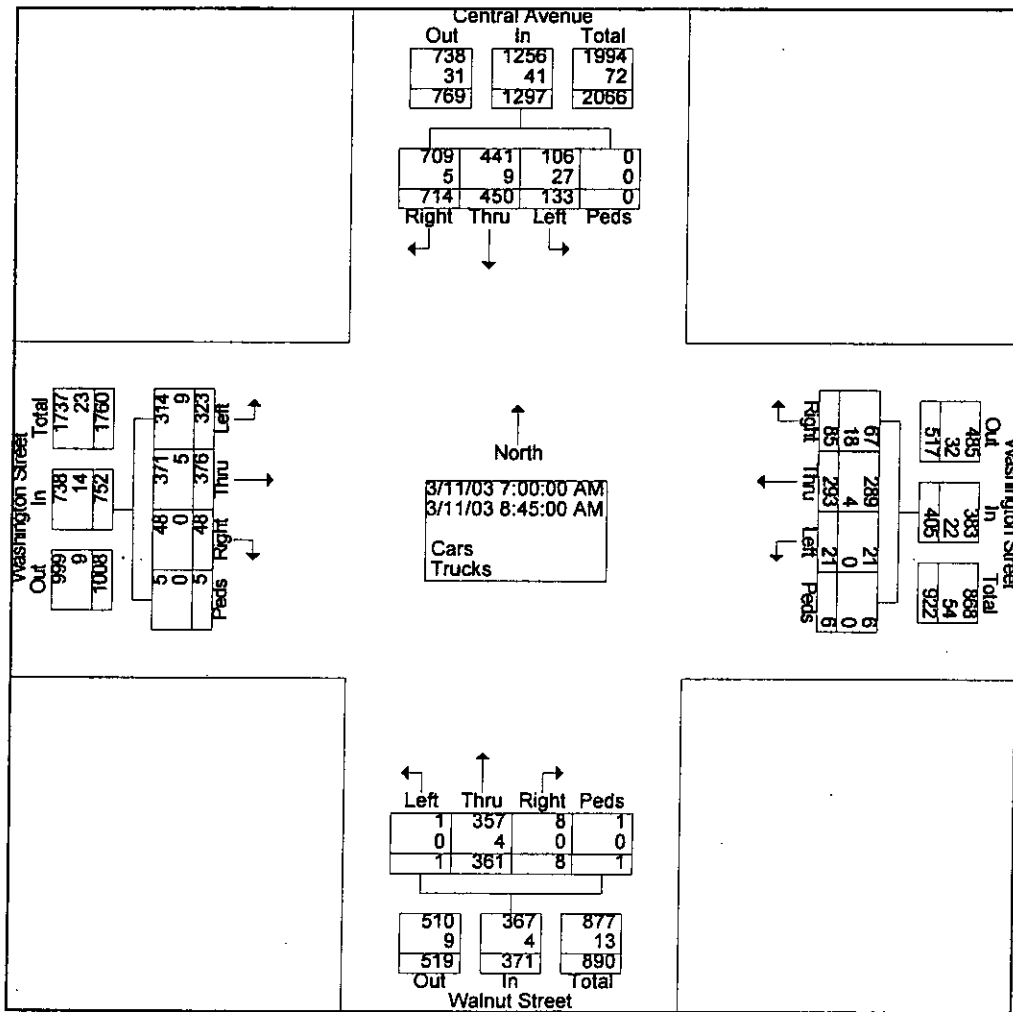 Central Avenue
Out In Total
738 1256 1994
31 41 72
769 1297 2066
709 441 106 0
5 9 27 0
714 450 133 0
Right Thru Left Peds
Washington Street
Total In Out
1737 738 999
23 14 9
1760 752 1008
314 371 48 5
9 5 0 0
323 376 48 5
Left Thru Right Peds
North
3/11/03 7:00:00 AM
3/11/03 8:45:00 AM
Cars
Trucks
Right Thru Left Peds
85 293 21 6
18 4 0 0
67 289 21 6
Out In Total
485 383 868
32 22 54
517 405 922
Washington Street
Left Thru Right Peds
1 357 8 1
0 4 0 0
1 361 8 1
510 367 877
9 4 13
519 371 890
Out In Total
Walnut Street